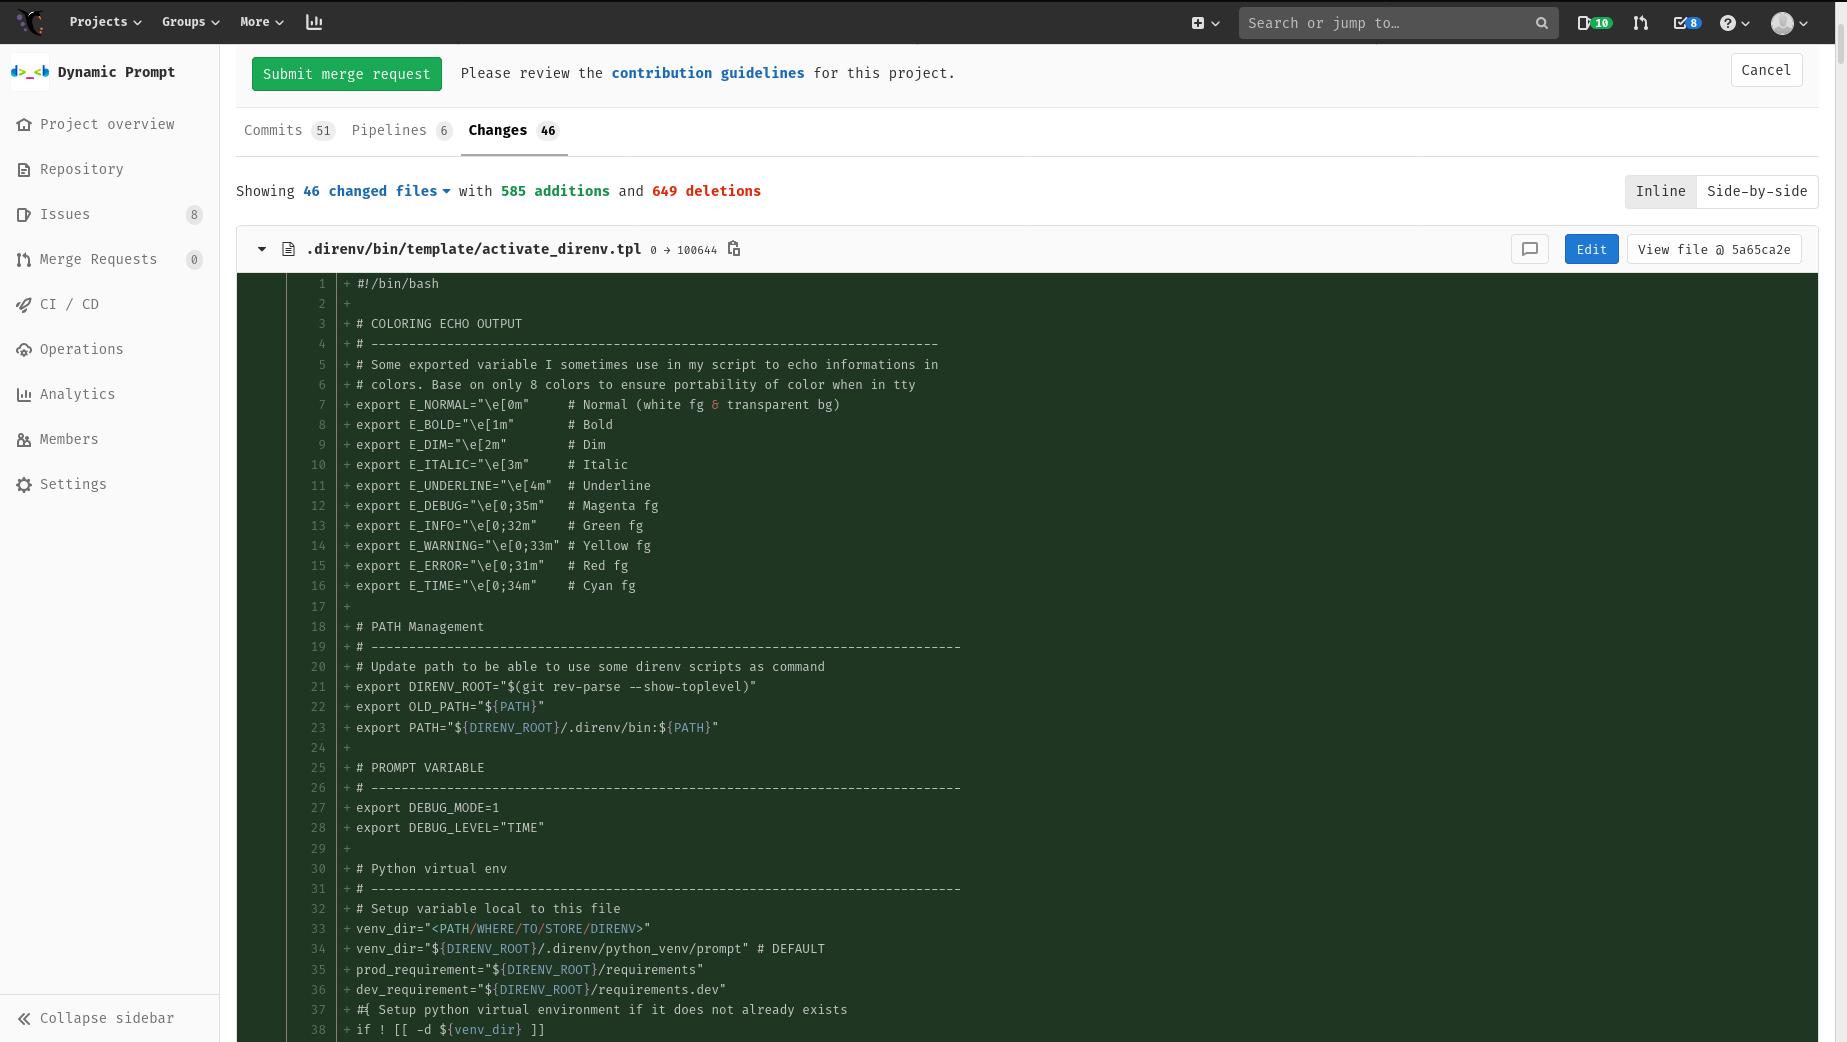 Projects Groups More Search or jump to… 10 8
d>_<b Dynamic Prompt
Project overview
Repository
Issues 8
Merge Requests 0
CI / CD
Operations
Analytics
Members
Settings
Collapse sidebar
Submit merge request Please review the contribution guidelines for this project. Cancel
Commits 51 Pipelines 6 Changes 46
Showing 46 changed files with 585 additions and 649 deletions Inline Side-by-side
.direnv/bin/template/activate_direnv.tpl 0 → 100644 Edit View file @ 5a65ca2e
1 + #!/bin/bash
2 +
3 + # COLORING ECHO OUTPUT
4 + # ---------------------------------------------------------------------------
5 + # Some exported variable I sometimes use in my script to echo informations in
6 + # colors. Base on only 8 colors to ensure portability of color when in tty
7 + export E_NORMAL="\e[0m"     # Normal (white fg & transparent bg)
8 + export E_BOLD="\e[1m"       # Bold
9 + export E_DIM="\e[2m"        # Dim
10 + export E_ITALIC="\e[3m"     # Italic
11 + export E_UNDERLINE="\e[4m"  # Underline
12 + export E_DEBUG="\e[0;35m"   # Magenta fg
13 + export E_INFO="\e[0;32m"    # Green fg
14 + export E_WARNING="\e[0;33m" # Yellow fg
15 + export E_ERROR="\e[0;31m"   # Red fg
16 + export E_TIME="\e[0;34m"    # Cyan fg
17 +
18 + # PATH Management
19 + # ------------------------------------------------------------------------------
20 + # Update path to be able to use some direnv scripts as command
21 + export DIRENV_ROOT="$(git rev-parse --show-toplevel)"
22 + export OLD_PATH="${PATH}"
23 + export PATH="${DIRENV_ROOT}/.direnv/bin:${PATH}"
24 +
25 + # PROMPT VARIABLE
26 + # ------------------------------------------------------------------------------
27 + export DEBUG_MODE=1
28 + export DEBUG_LEVEL="TIME"
29 +
30 + # Python virtual env
31 + # ------------------------------------------------------------------------------
32 + # Setup variable local to this file
33 + venv_dir="<PATH/WHERE/TO/STORE/DIRENV>"
34 + venv_dir="${DIRENV_ROOT}/.direnv/python_venv/prompt" # DEFAULT
35 + prod_requirement="${DIRENV_ROOT}/requirements"
36 + dev_requirement="${DIRENV_ROOT}/requirements.dev"
37 + #{ Setup python virtual environment if it does not already exists
38 + if ! [[ -d ${venv_dir} ]]